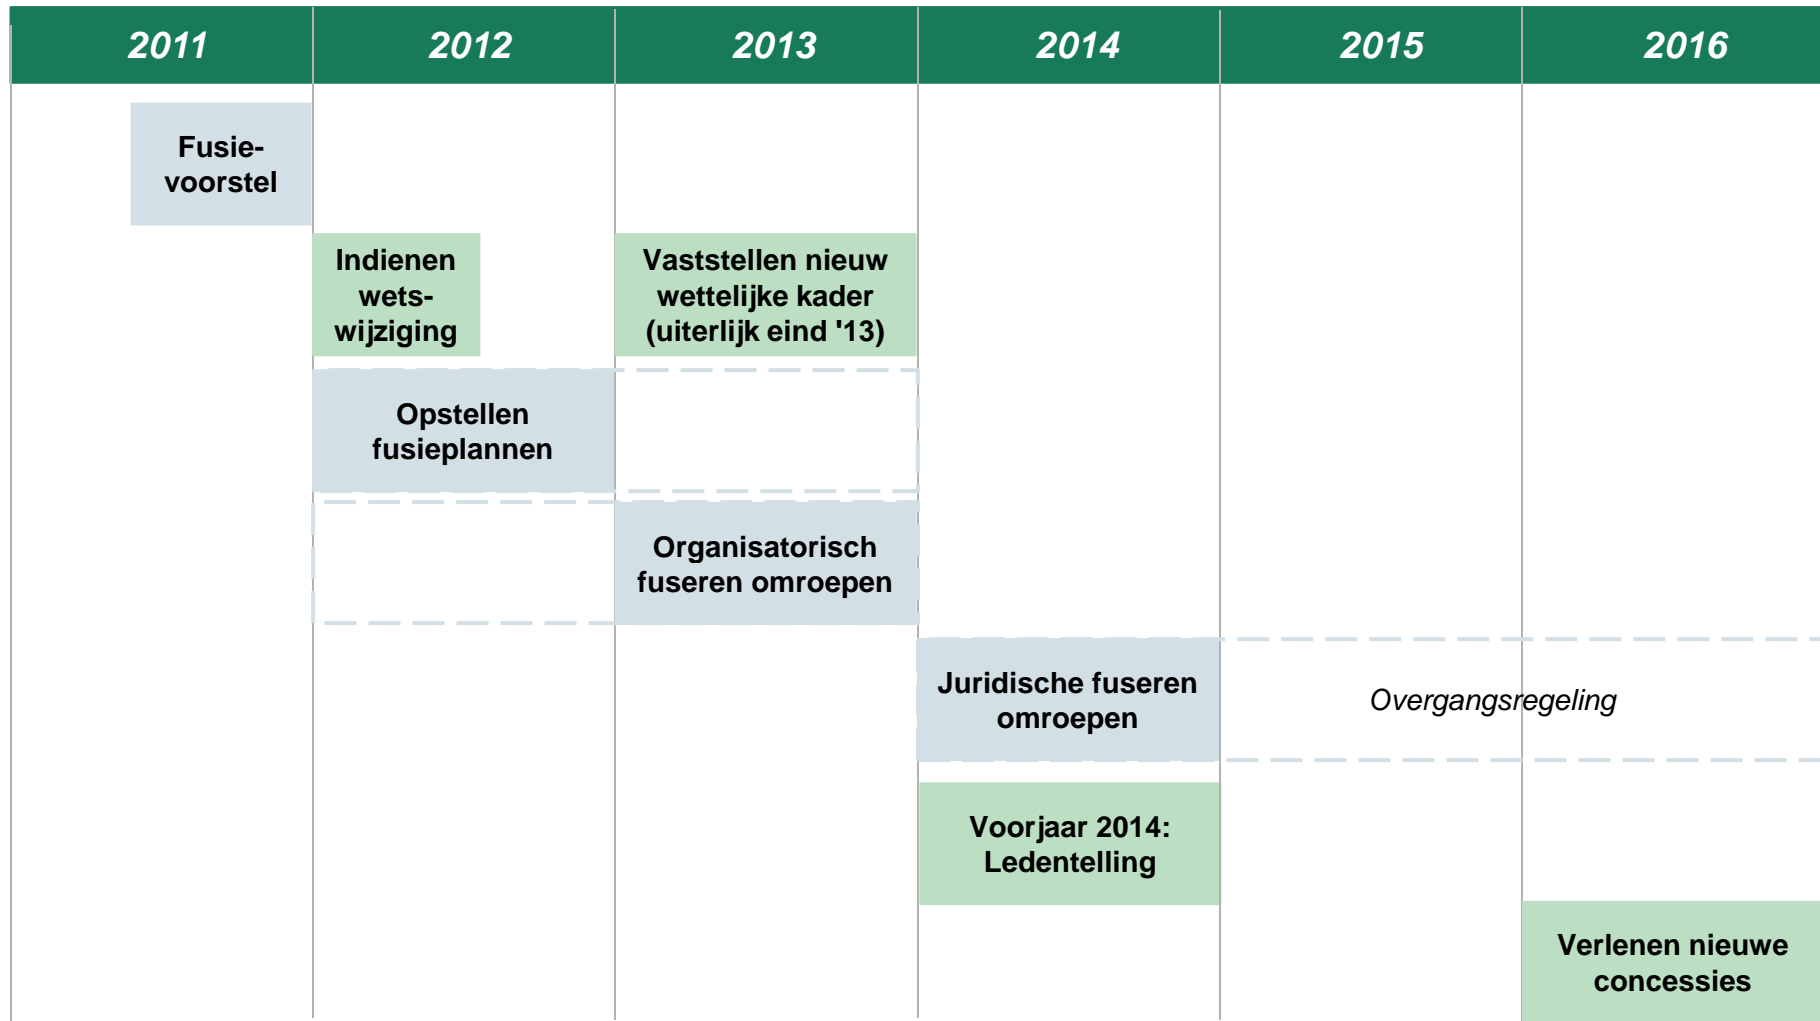 2011 2012 2013 2014 2015 2016
Fusie-
voorstel
Indienen
wets-
wijziging
Vaststellen nieuw
wettelijke kader
(uiterlijk eind '13)
Opstellen
fusieplannen
Organisatorisch
fuseren omroepen
Juridische fuseren
omroepen
Overgangsregeling
Voorjaar 2014:
Ledentelling
Verlenen nieuwe
concessies